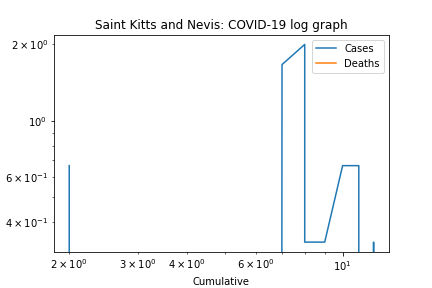 Saint Kitts and Nevis: COVID-19 log graph
2 × 10⁰
Cases
Deaths
10⁰
6 × 10⁻¹
4 × 10⁻¹
2 × 10⁰ 3 × 10⁰ 4 × 10⁰ 6 × 10⁰ 10¹
Cumulative